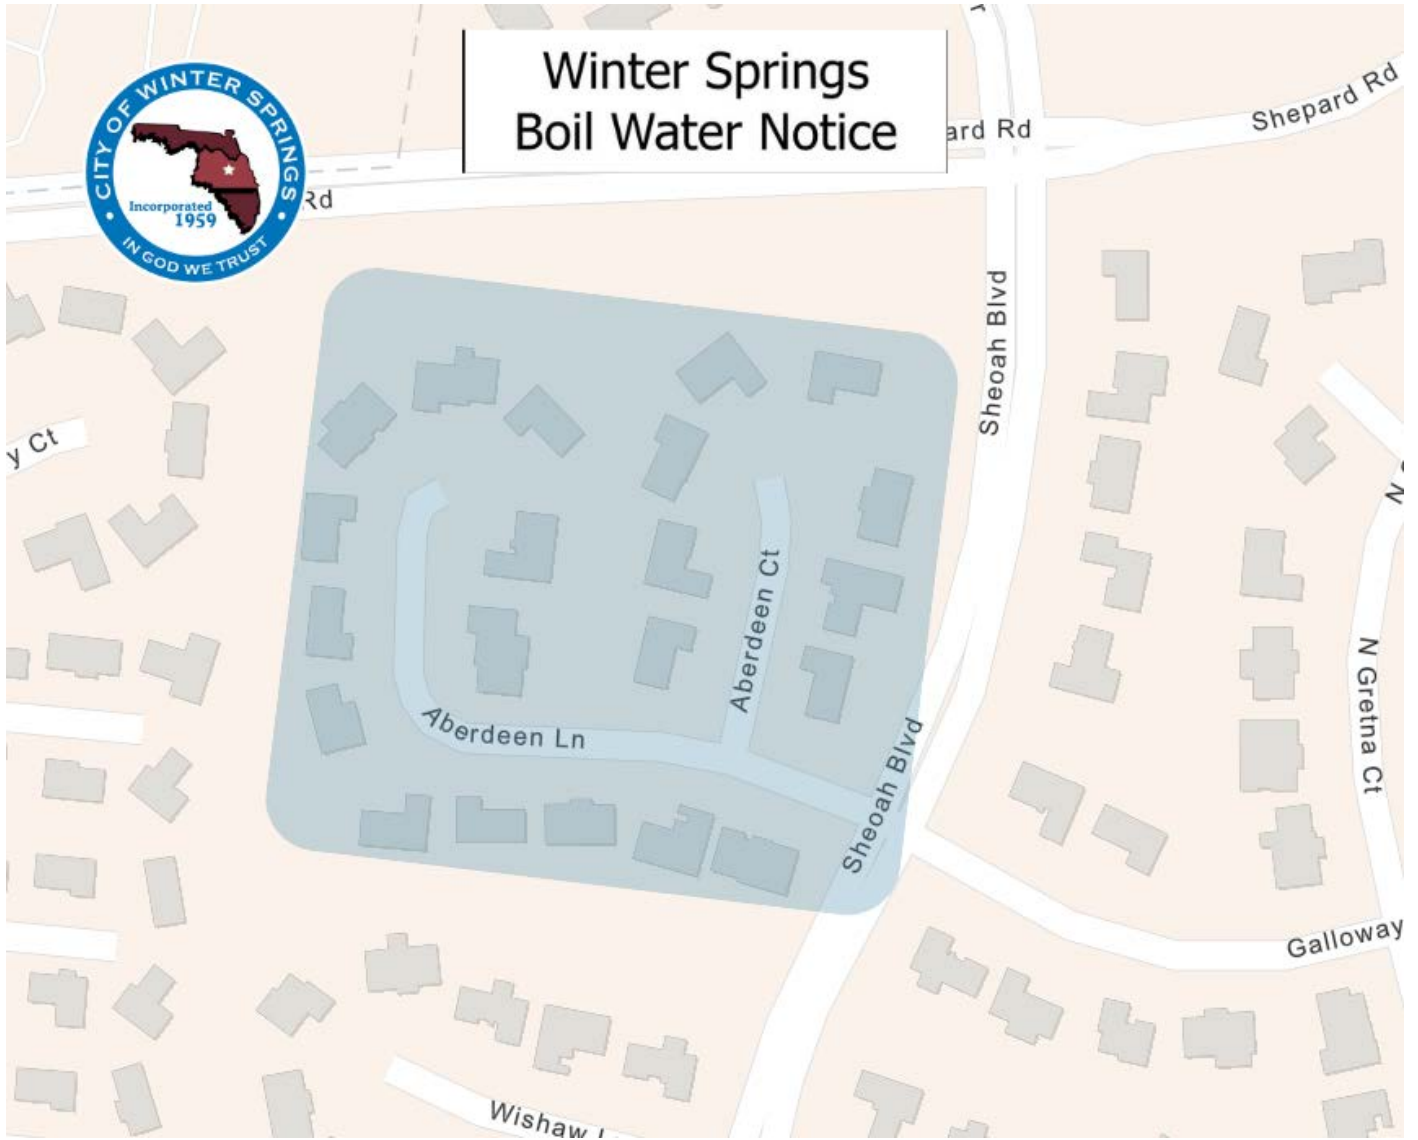 Winter Springs
Boil Water Notice
CITY OF WINTER SPRINGS
Incorporated
1959
IN GOD WE TRUST
ard Rd
Shepard Rd
Rd
Sheoah Blvd
y Ct
Aberdeen Ct
Aberdeen Ln
Sheoah Blvd
N Gretna Ct
Galloway
Wishaw